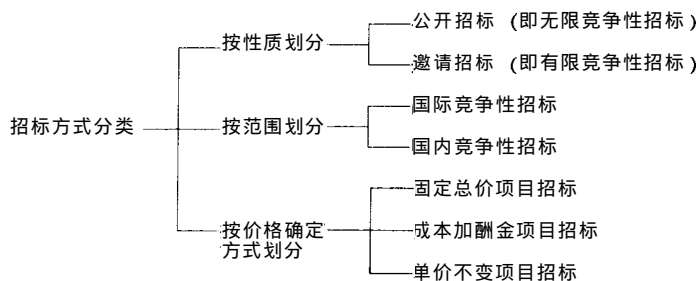 招标方式分类
按性质划分
公开招标（即无限竞争性招标）
邀请招标（即有限竞争性招标）
按范围划分
国际竞争性招标
国内竞争性招标
按价格确定
方式划分
固定总价项目招标
成本加酬金项目招标
单价不变项目招标